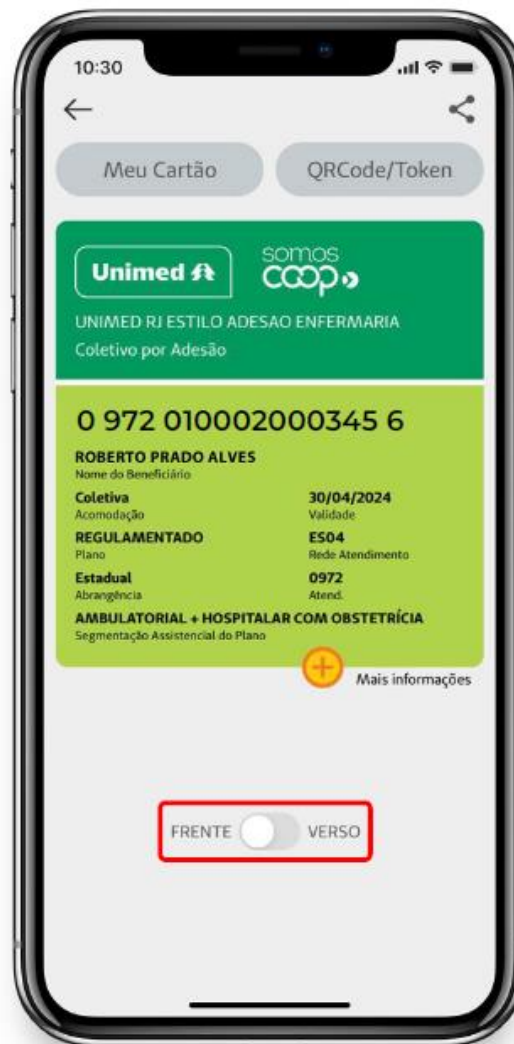 10:30
Meu Cartão QRCode/Token
Unimed somos coop
UNIMED RJ ESTILO ADESAO ENFERMARIA
Coletivo por Adesão
0 972 010002000345 6
ROBERTO PRADO ALVES
Nome do Beneficiário
Coletiva 30/04/2024
Acomodação Validade
REGULAMENTADO ES04
Plano Rede Atendimento
Estadual 0972
Abrangência Atend.
AMBULATORIAL + HOSPITALAR COM OBSTETRÍCIA
Segmentação Assistencial do Plano
Mais informações
FRENTE VERSO